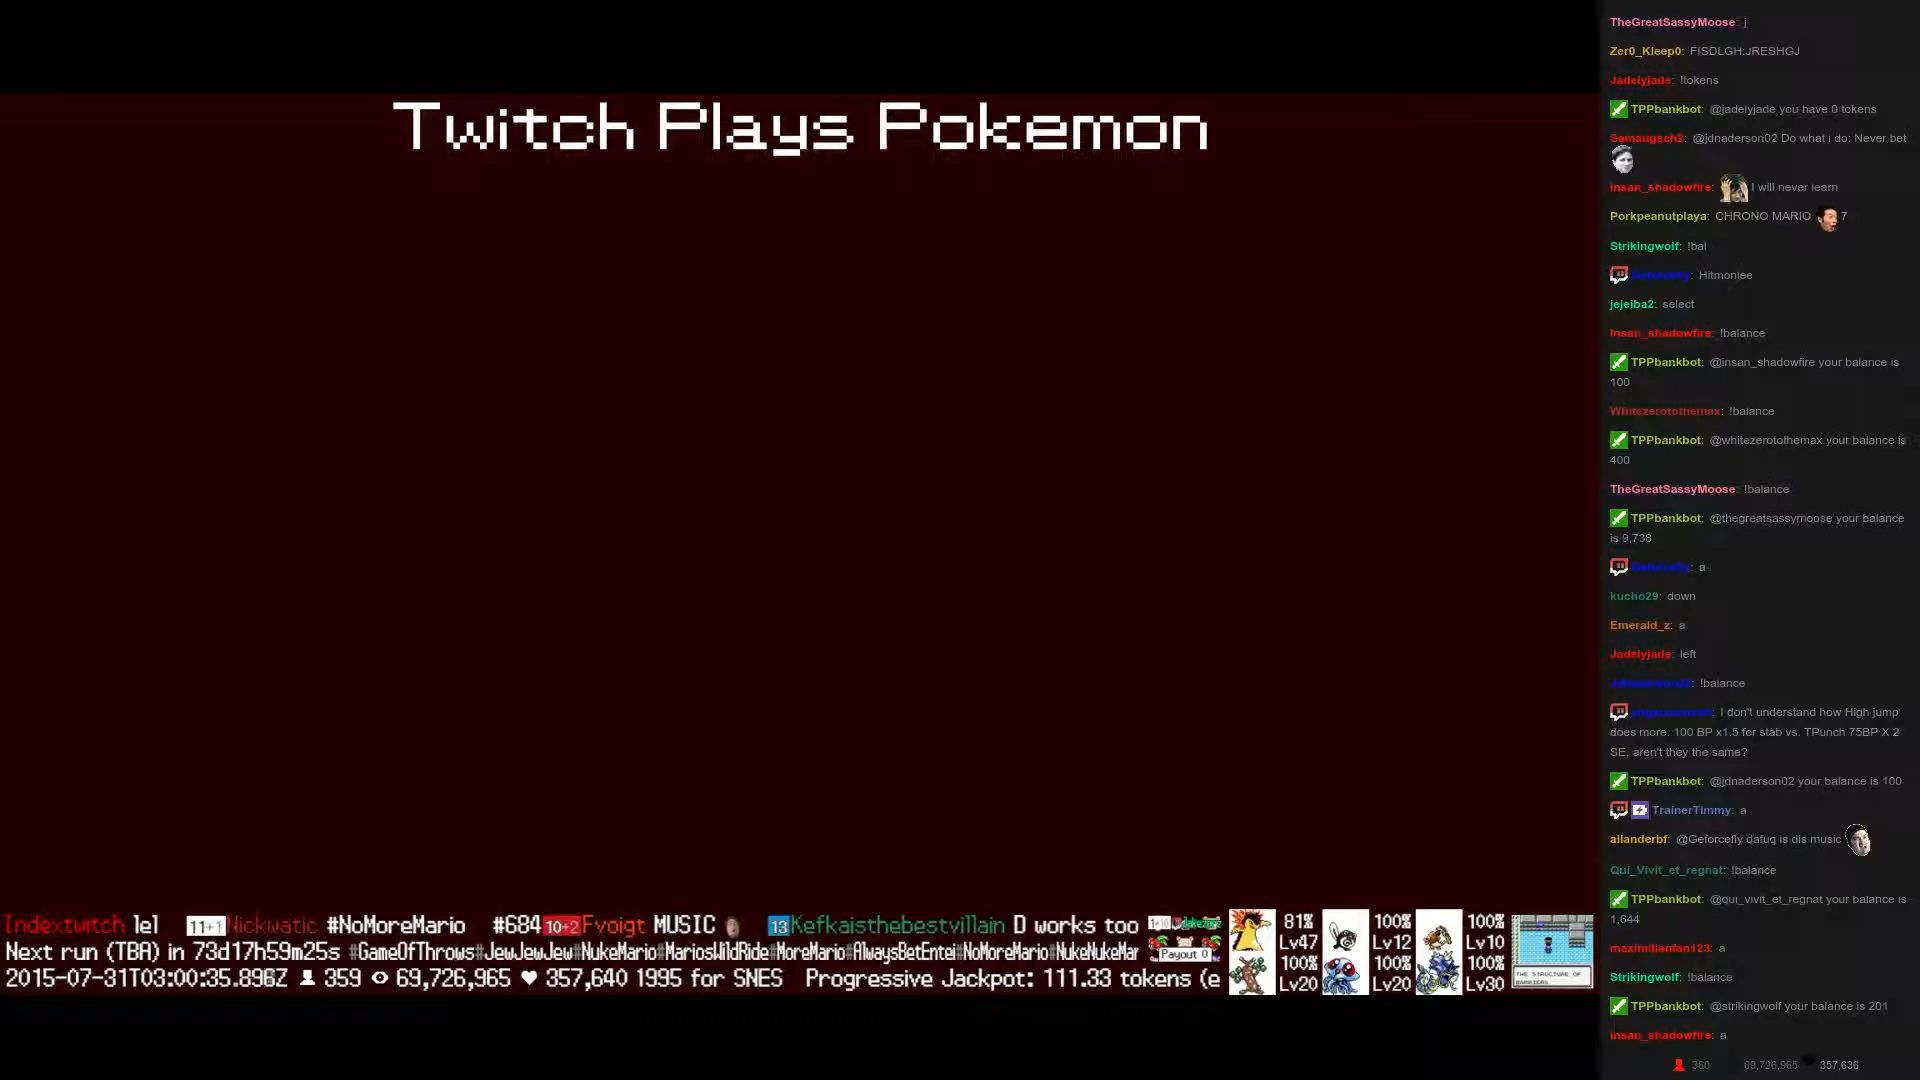 Twitch Plays Pokemon
Indextwitch lel 11+1 Nickwatic #NoMoreMario #684 10+2 Fvoigt MUSIC 13 Kefkaisthebestvillain D works too
Next run (TBA) in 73d17h59m25s #GameOfThrows#JewJewJew#NukeMario#MariosWildRide#MoreMario#AlwaysBetEntei#NoMoreMario#NukeNukeMar
2015-07-31T03:00:35.896Z 359 69,726,965 357,640 1995 for SNES Progressive Jackpot: 111.33 tokens (e
Payout 0
81% 100% 100%
Lv47 Lv12 Lv10
100% 100% 100%
Lv20 Lv20 Lv30
THE STRUCTURE OF
TheGreatSassyMoose: j
Zer0_Kleep0: FISDLGH:JRESHGJ
Jadelyjade: !tokens
TPPbankbot: @jadelyjade you have 0 tokens
Samaugsch2: @jdnaderson02 Do what i do: Never bet
insan_shadowfire: I will never learn
Porkpeanutplaya: CHRONO MARIO 7
Strikingwolf: !bal
Hitmonlee
jejeiba2: select
insan_shadowfire: !balance
TPPbankbot: @insan_shadowfire your balance is
100
Whitezerotothemax: !balance
TPPbankbot: @whitezerotothemax your balance is
400
TheGreatSassyMoose: !balance
TPPbankbot: @thegreatsassymoose your balance
is 9,738
Geforcefly: a
kucho29: down
Emerald_z: a
Jadelyjade: left
Jdnaderson02: !balance
I don't understand how High jump
does more. 100 BP x1.5 for stab vs. TPunch 75BP X 2
SE, aren't they the same?
TPPbankbot: @jdnaderson02 your balance is 100
TrainerTimmy: a
ailanderbf: @Geforcefly dafuq is dis music
Qui_Vivit_et_regnat: !balance
TPPbankbot: @qui_vivit_et_regnat your balance is
1,644
maximilianfan123: a
Strikingwolf: !balance
TPPbankbot: @strikingwolf your balance is 201
insan_shadowfire: a
360 69,726,965 357,636